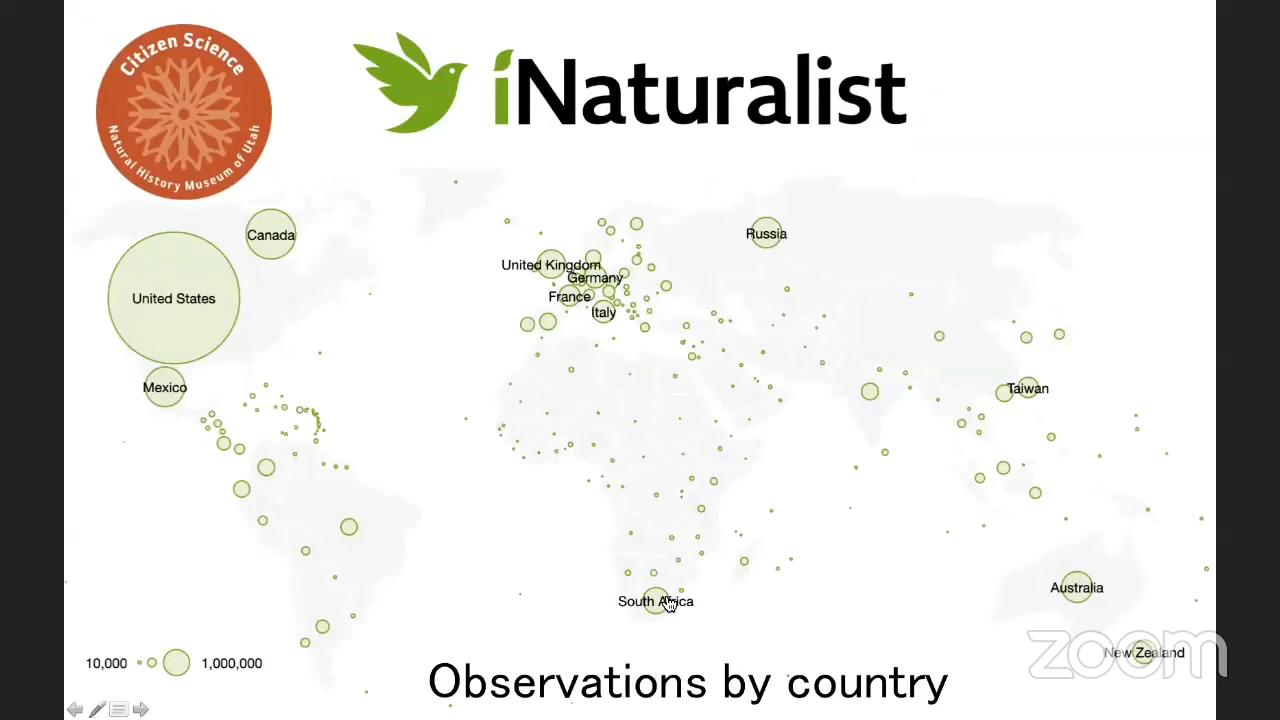 Citizen Science
Natural History Museum of Utah
iNaturalist
Canada
Russia
United Kingdom
Germany
United States
France
Italy
Mexico
Taiwan
Australia
South Africa
New Zealand
zoom
10,000
1,000,000
Observations by country